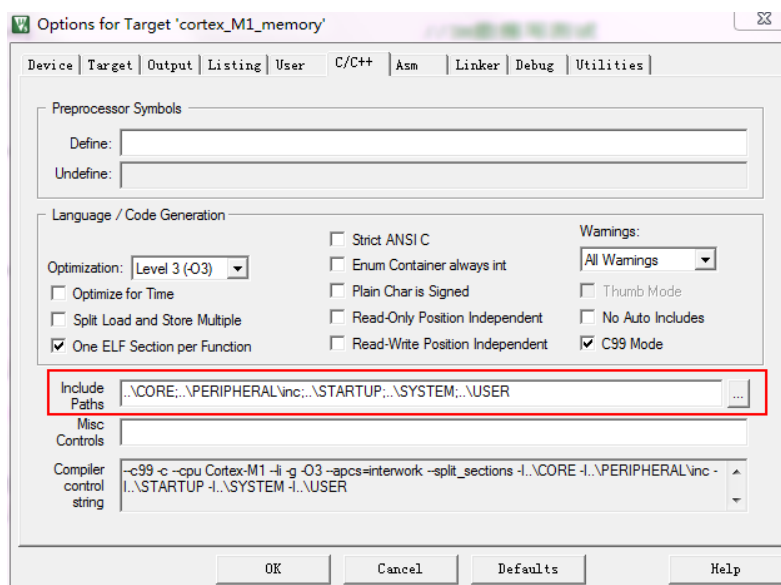 Options for Target 'cortex_M1_memory'
Device Target Output Listing User C/C++ Asm Linker Debug Utilities
Preprocessor Symbols
Define:
Undefine:
Language / Code Generation
Optimization: Level 3 (-O3)
Optimize for Time
Split Load and Store Multiple
One ELF Section per Function
Strict ANSI C
Enum Container always int
Plain Char is Signed
Read-Only Position Independent
Read-Write Position Independent
Warnings:
All Warnings
Thumb Mode
No Auto Includes
C99 Mode
Include Paths ..\CORE;..\PERIPHERAL\inc;..\STARTUP;..\SYSTEM;..\USER ...
Misc Controls
Compiler control string --c99 -c --cpu Cortex-M1 --li -g -O3 --apcs=interwork --split_sections -I..\CORE -I..\PERIPHERAL\inc -
I..\STARTUP -I..\SYSTEM -I..\USER
OK Cancel Defaults Help